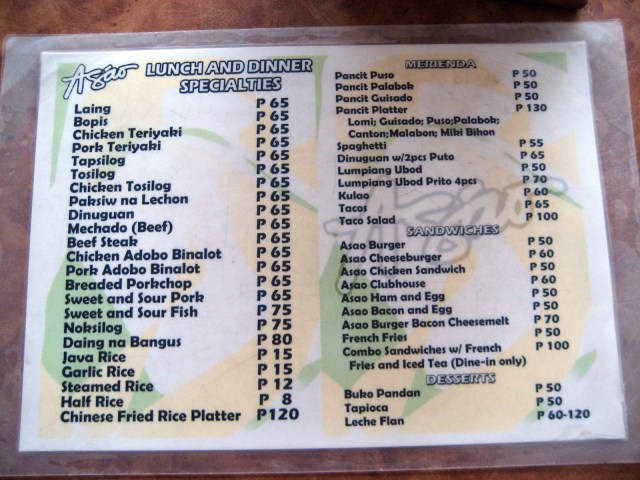 Asao LUNCH AND DINNER SPECIALTIES
Laing P 65
Bopis P 65
Chicken Teriyaki P 65
Pork Teriyaki P 65
Tapsilog P 65
Tosilog P 65
Chicken Tosilog P 65
Paksiw na Lechon P 65
Dinuguan P 65
Mechado (Beef) P 65
Beef Steak P 65
Chicken Adobo Binalot P 65
Pork Adobo Binalot P 65
Breaded Porkchop P 65
Sweet and Sour Pork P 65
Sweet and Sour Fish P 75
Noksilog P 75
Daing na Bangus P 80
Java Rice P 15
Garlic Rice P 15
Steamed Rice P 12
Half Rice P 8
Chinese Fried Rice Platter P120
MERIENDA
Pancit Puso P 50
Pancit Palabok P 50
Pancit Guisado P 50
Pancit Platter P 130
Lomi; Guisado; Puso;Palabok;
Canton;Malabon; Miki Bihon
Spaghetti P 55
Dinuguan w/2pcs Puto P 65
Lumpiang Ubod P 50
Lumpiang Ubod Prito 4pcs P 70
Kulao P 60
Tacos P 65
Taco Salad P 100
Asao
SANDWICHES
Asao Burger P 50
Asao Cheeseburger P 60
Asao Chicken Sandwich P 50
Asao Clubhouse P 60
Asao Ham and Egg P 50
Asao Bacon and Egg P 50
Asao Burger Bacon Cheesemelt P 70
French Fries P 50
Combo Sandwiches w/ French P 100
Fries and Iced Tea (Dine-in only)
DESSERTS
Buko Pandan P 50
Tapioca P 50
Leche Flan P 60-120